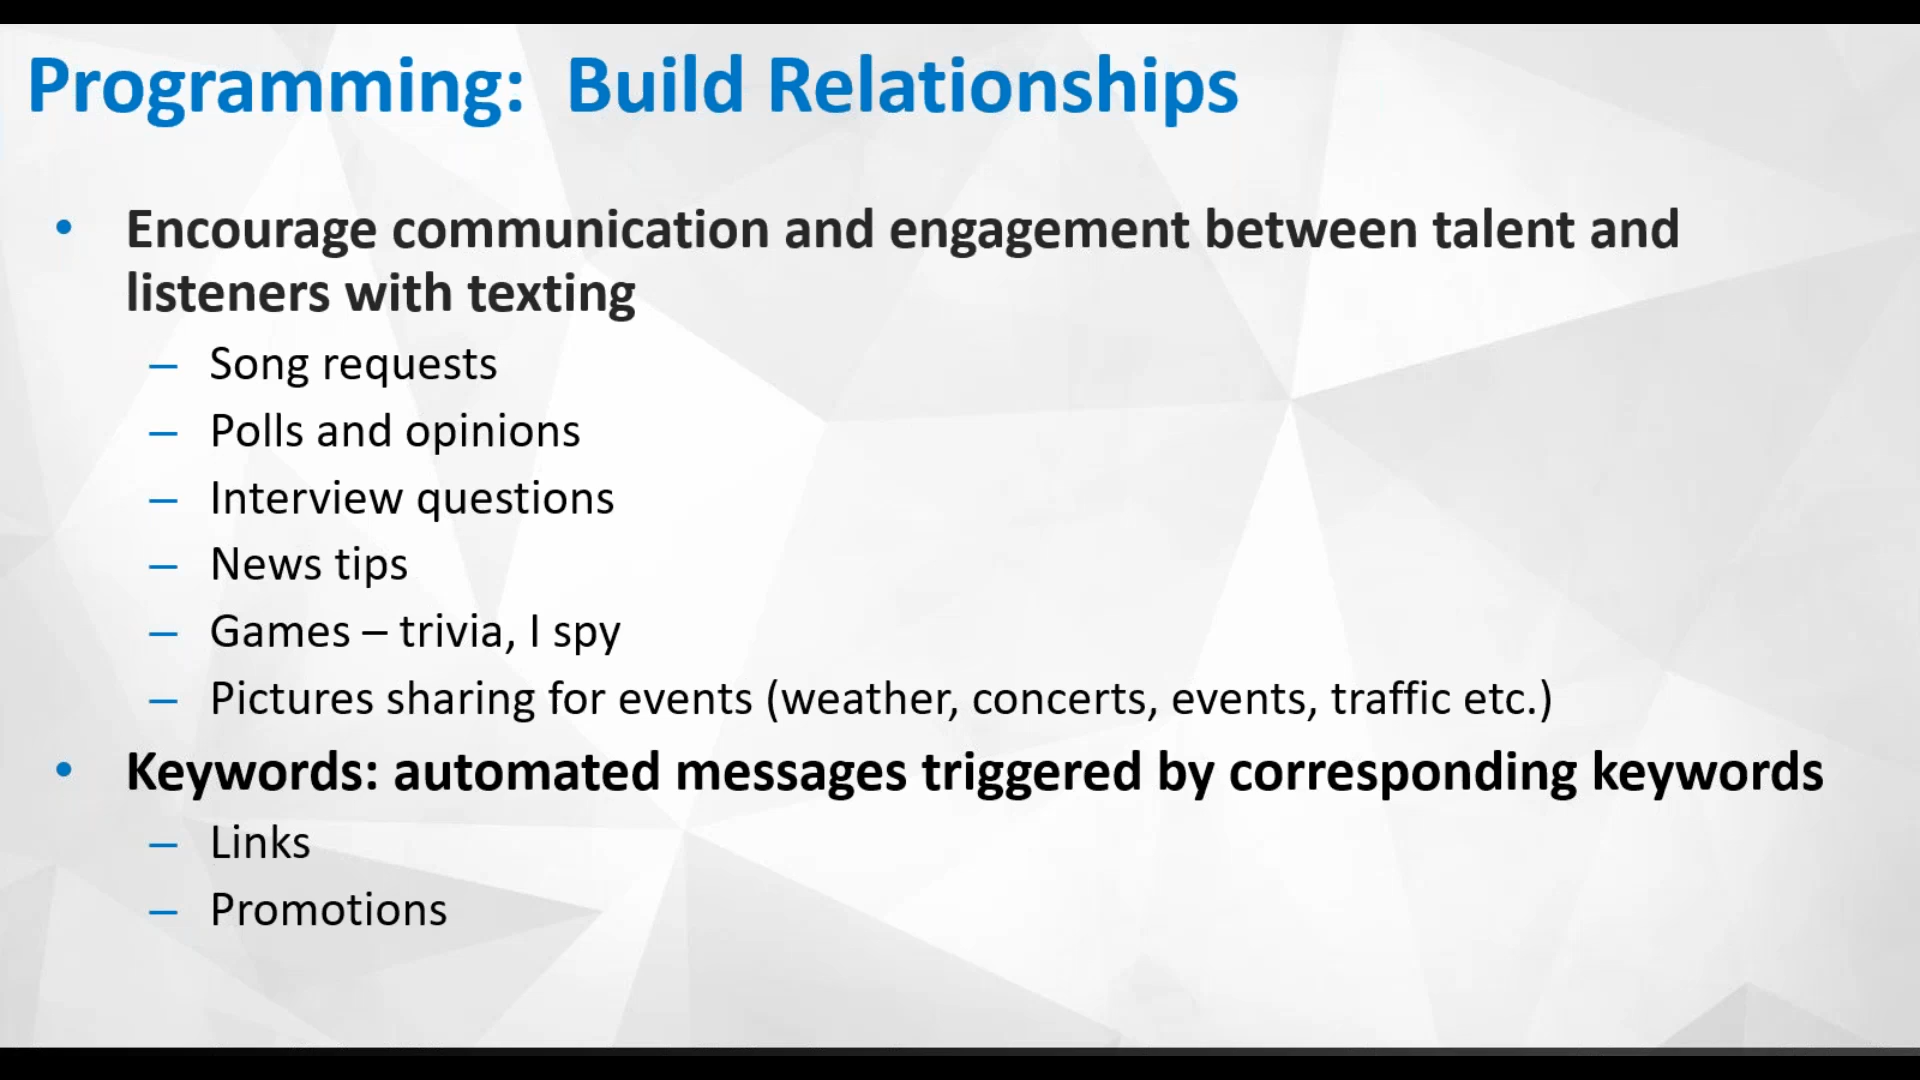 Programming:  Build Relationships
• Encourage communication and engagement between talent and
listeners with texting
– Song requests
– Polls and opinions
– Interview questions
– News tips
– Games – trivia, I spy
– Pictures sharing for events (weather, concerts, events, traffic etc.)
• Keywords: automated messages triggered by corresponding keywords
– Links
– Promotions